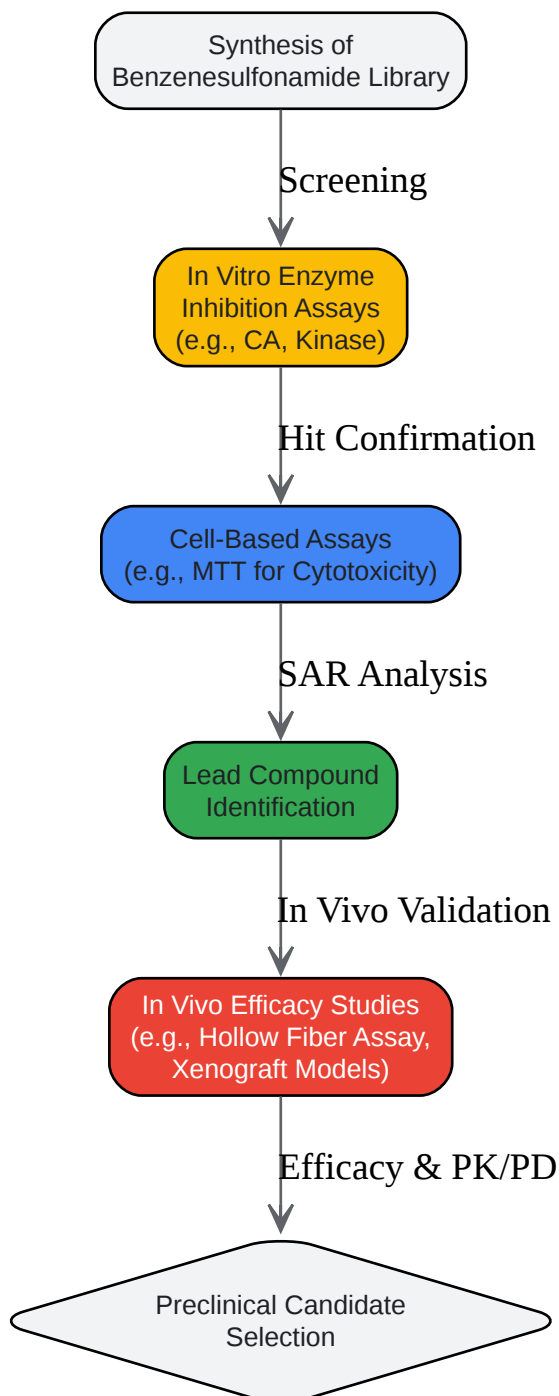 Synthesis of
Benzenesulfonamide Library
Screening
In Vitro Enzyme
Inhibition Assays
(e.g., CA, Kinase)
Hit Confirmation
Cell-Based Assays
(e.g., MTT for Cytotoxicity)
SAR Analysis
Lead Compound
Identification
In Vivo Validation
In Vivo Efficacy Studies
(e.g., Hollow Fiber Assay,
Xenograft Models)
Efficacy & PK/PD
Preclinical Candidate
Selection